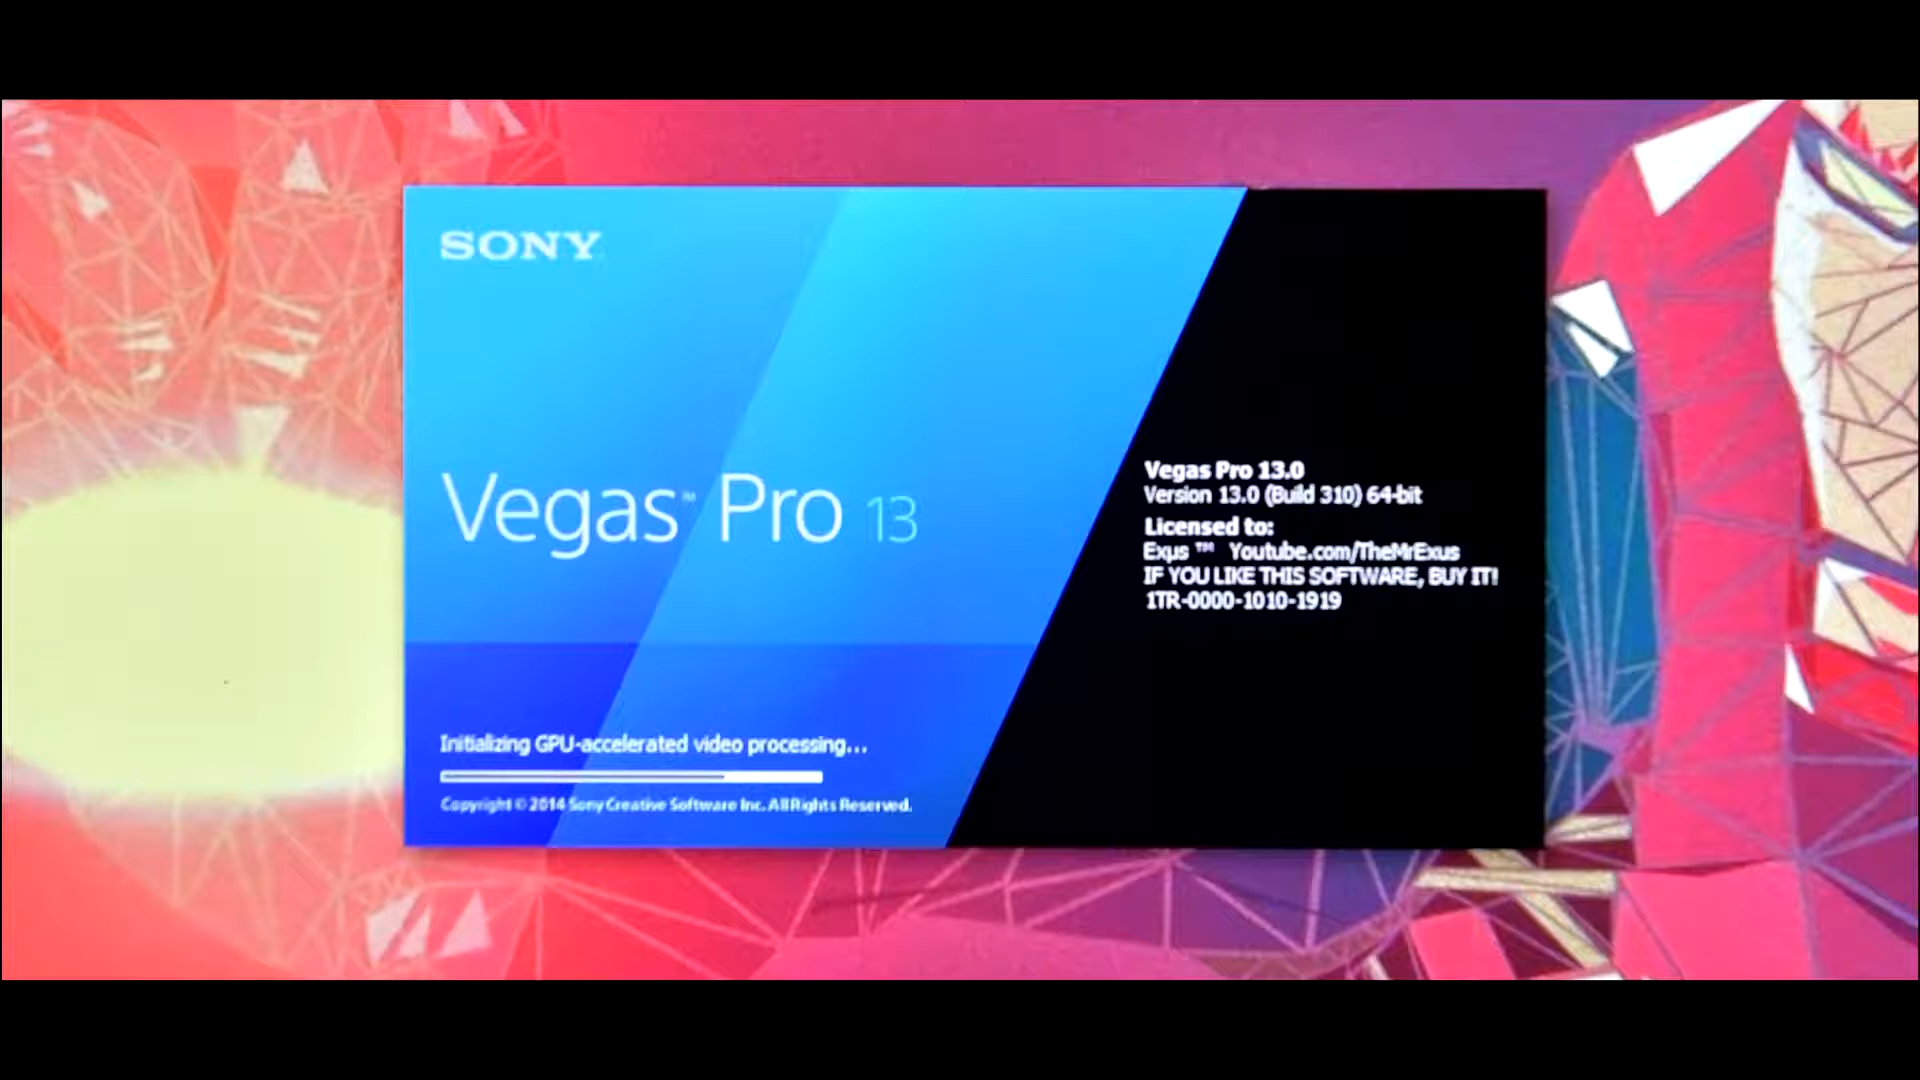 SONY
Vegas™ Pro 13
Vegas Pro 13.0
Version 13.0 (Build 310) 64-bit
Licensed to:
Exμs ™ Youtube.com/TheMrExus
IF YOU LIKE THIS SOFTWARE, BUY IT!
1TR-0000-1010-1919
Initializing GPU-accelerated video processing...
Copyright © 2014 Sony Creative Software Inc. All Rights Reserved.